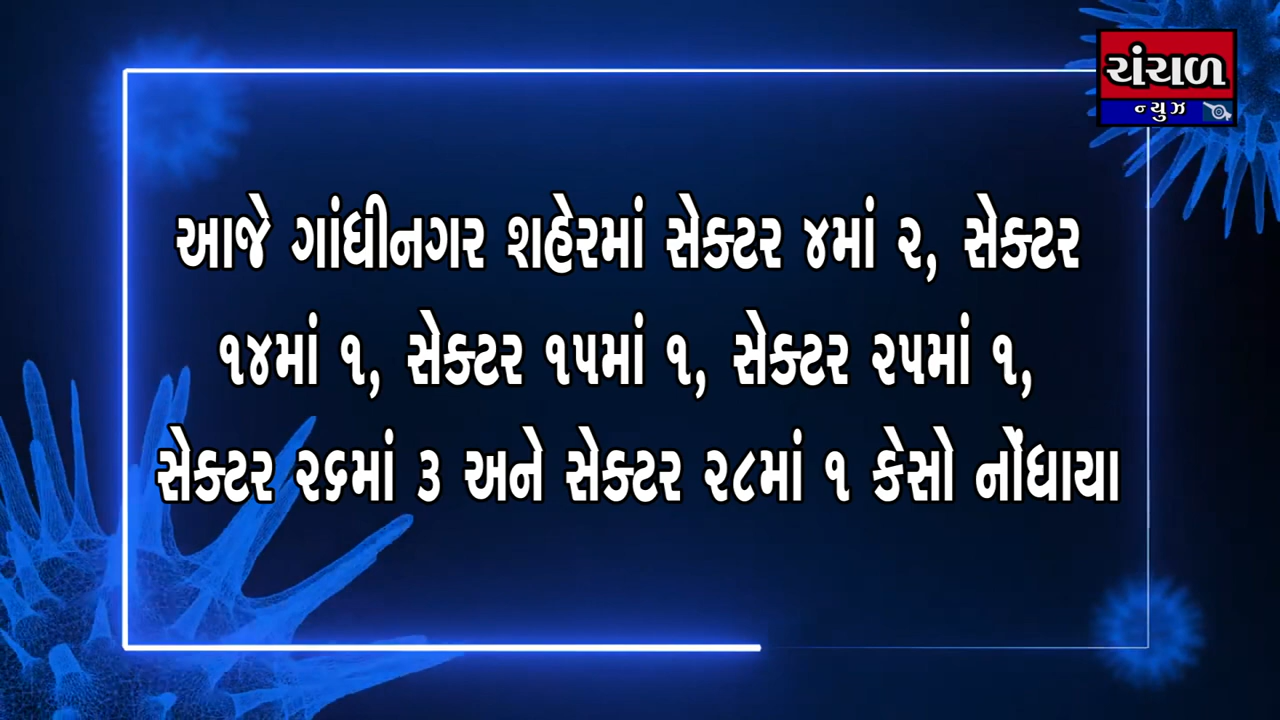 ચંચળ
ન્યુઝ
આજે ગાંધીનગર શહેરમાં સેક્ટર ૪માં ૨, સેક્ટર
૧૪માં ૧, સેક્ટર ૧૫માં ૧, સેક્ટર ૨૫માં ૧,
સેક્ટર ૨૬માં ૩ અને સેક્ટર ૨૮માં ૧ કેસો નોંધાયા